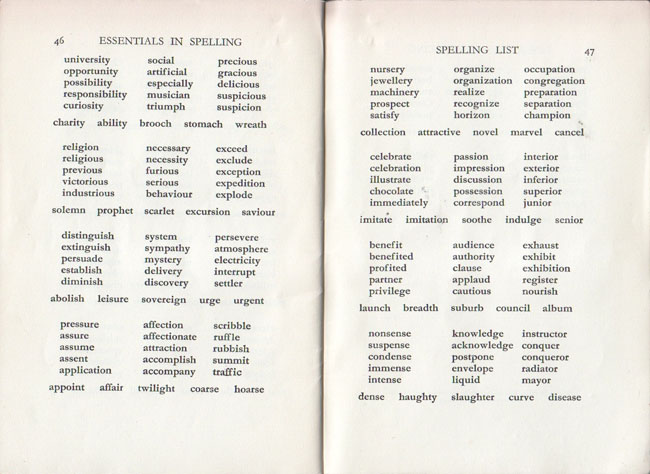 46 ESSENTIALS IN SPELLING
university social precious
opportunity artificial gracious
possibility especially delicious
responsibility musician suspicious
curiosity triumph suspicion
charity ability brooch stomach wreath
religion necessary exceed
religious necessity exclude
previous furious exception
victorious serious expedition
industrious behaviour explode
solemn prophet scarlet excursion saviour
distinguish system persevere
extinguish sympathy atmosphere
persuade mystery electricity
establish delivery interrupt
diminish discovery settler
abolish leisure sovereign urge urgent
pressure affection scribble
assure affectionate ruffle
assume attraction rubbish
assent accomplish summit
application accompany traffic
appoint affair twilight coarse hoarse
SPELLING LIST 47
nursery organize occupation
jewellery organization congregation
machinery realize preparation
prospect recognize separation
satisfy horizon champion
collection attractive novel marvel cancel
celebrate passion interior
celebration impression exterior
illustrate discussion inferior
chocolate possession superior
immediately correspond junior
imitate imitation soothe indulge senior
benefit audience exhaust
benefited authority exhibit
profited clause exhibition
partner applaud register
privilege cautious nourish
launch breadth suburb council album
nonsense knowledge instructor
suspense acknowledge conquer
condense postpone conqueror
immense envelope radiator
intense liquid mayor
dense haughty slaughter curve disease